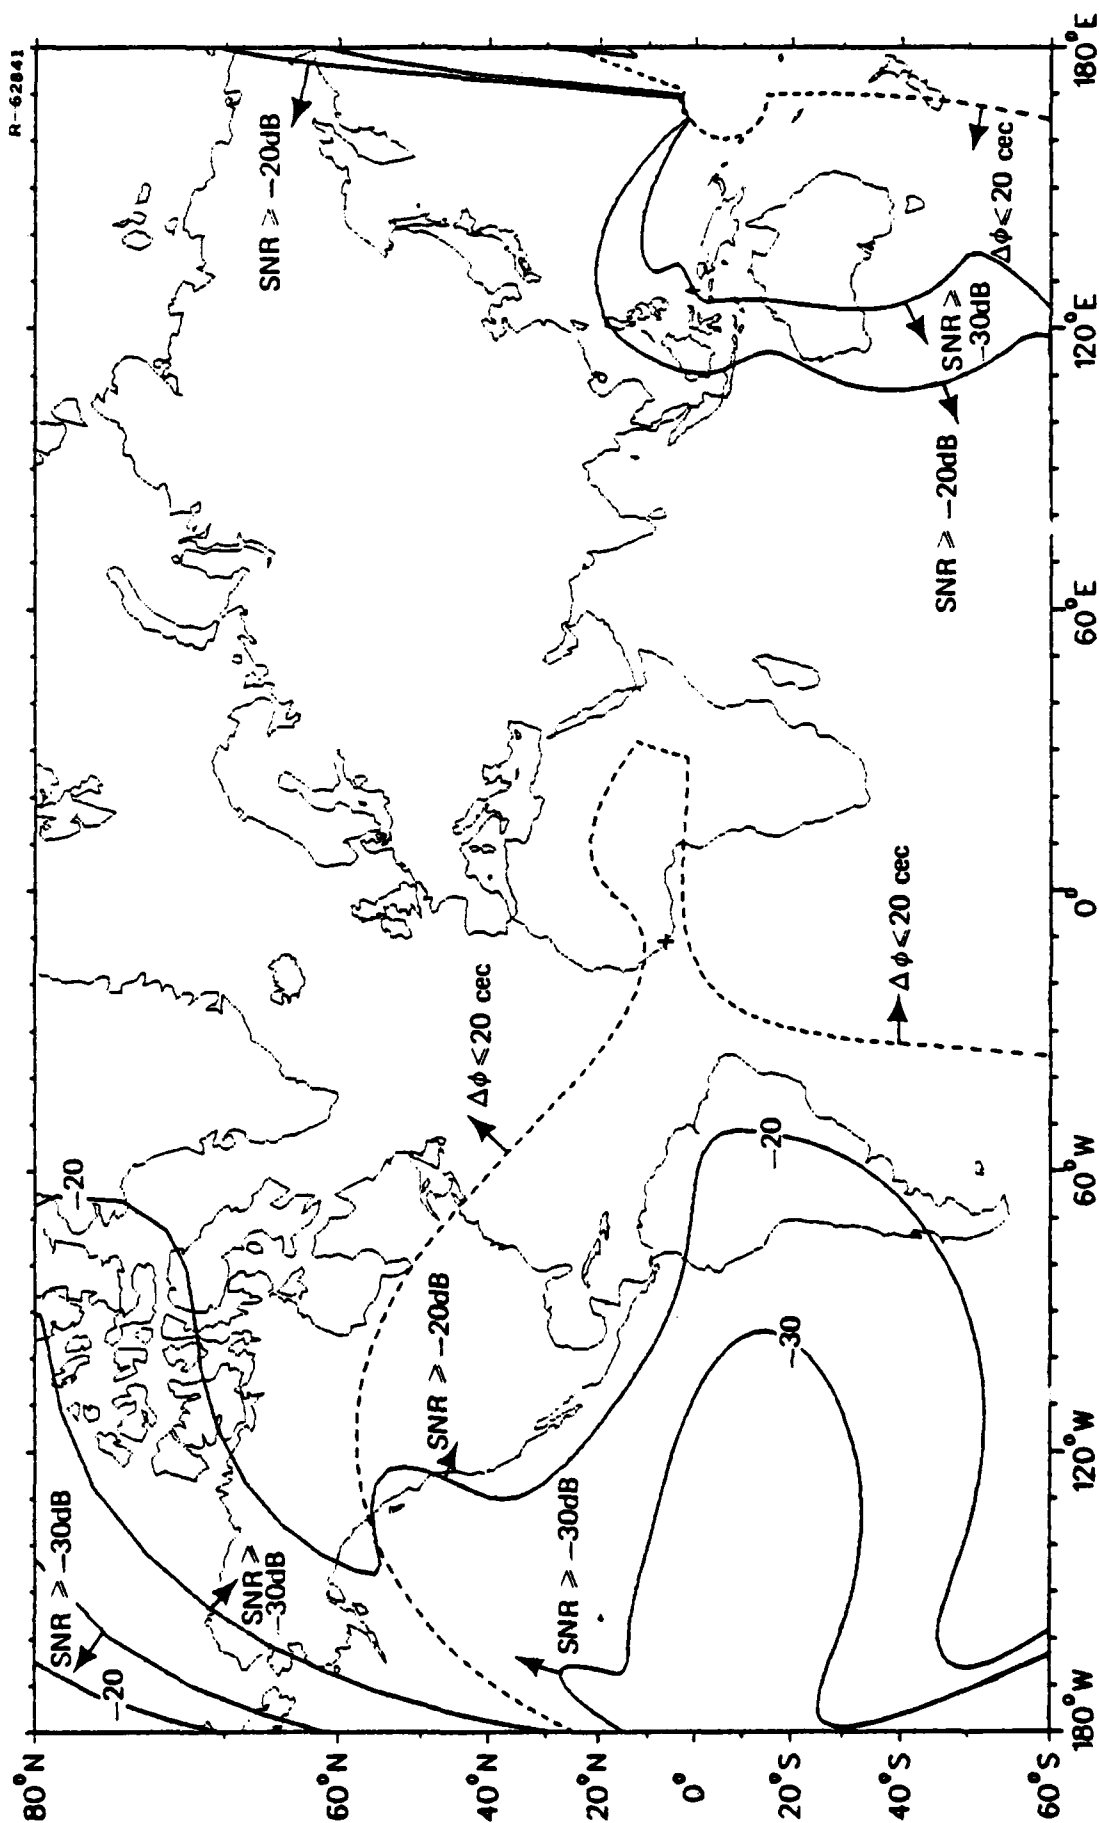 R-62841
80°N
60°N
40°N
20°N
0°
20°S
40°S
60°S
180°W
120°W
60°W
0°
60°E
120°E
180°E
SNR ≥ -30dB
-20
SNR ≥
-30dB
-20
SNR ≥ -20dB
SNR ≥ -30dB
-30
-20
Δφ<20 cec
Δφ<20 cec
SNR ≥ -20dB
SNR ≥ -20dB
SNR ≥
-30dB
Δφ<20 cec